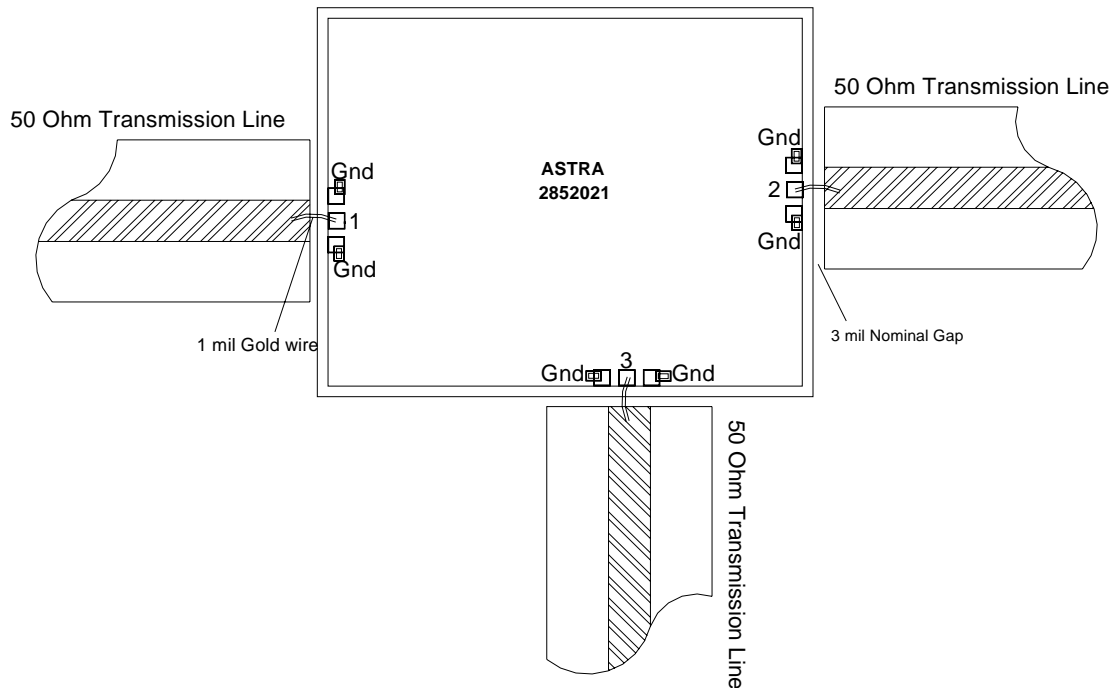 50 Ohm Transmission Line
50 Ohm Transmission Line
Gnd
Gnd
ASTRA
2852021
1
2
Gnd
Gnd
1 mil Gold wire
3 mil Nominal Gap
3
Gnd
Gnd
50 Ohm Transmission Line